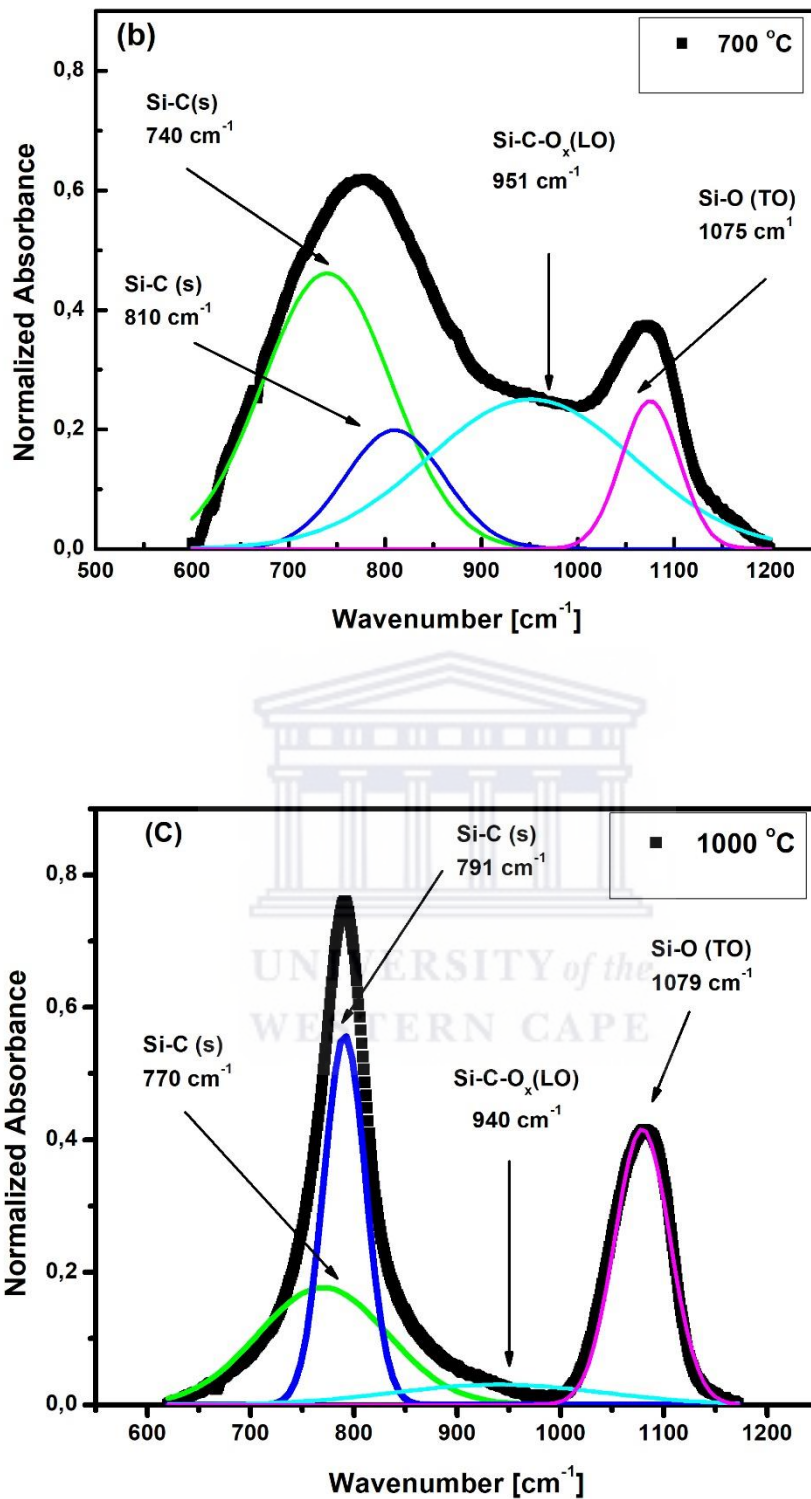 (b)
■ 700 °C
0,8
Si-C(s)
740 cm⁻¹
Si-C-Oₓ(LO)
951 cm⁻¹
0,6
Si-O (TO)
1075 cm¹
Si-C (s)
810 cm⁻¹
0,4
0,2
0,0
Normalized Absorbance
500 600 700 800 900 1000 1100 1200
Wavenumber [cm⁻¹]
(C)
■ 1000 °C
Si-C (s)
791 cm⁻¹
0,8
Si-O (TO)
1079 cm⁻¹
UNIVERSITY of the
WESTERN CAPE
0,6
Si-C (s)
770 cm⁻¹
Si-C-Oₓ(LO)
940 cm⁻¹
0,4
0,2
0,0
Normalized Absorbance
600 700 800 900 1000 1100 1200
Wavenumber [cm⁻¹]